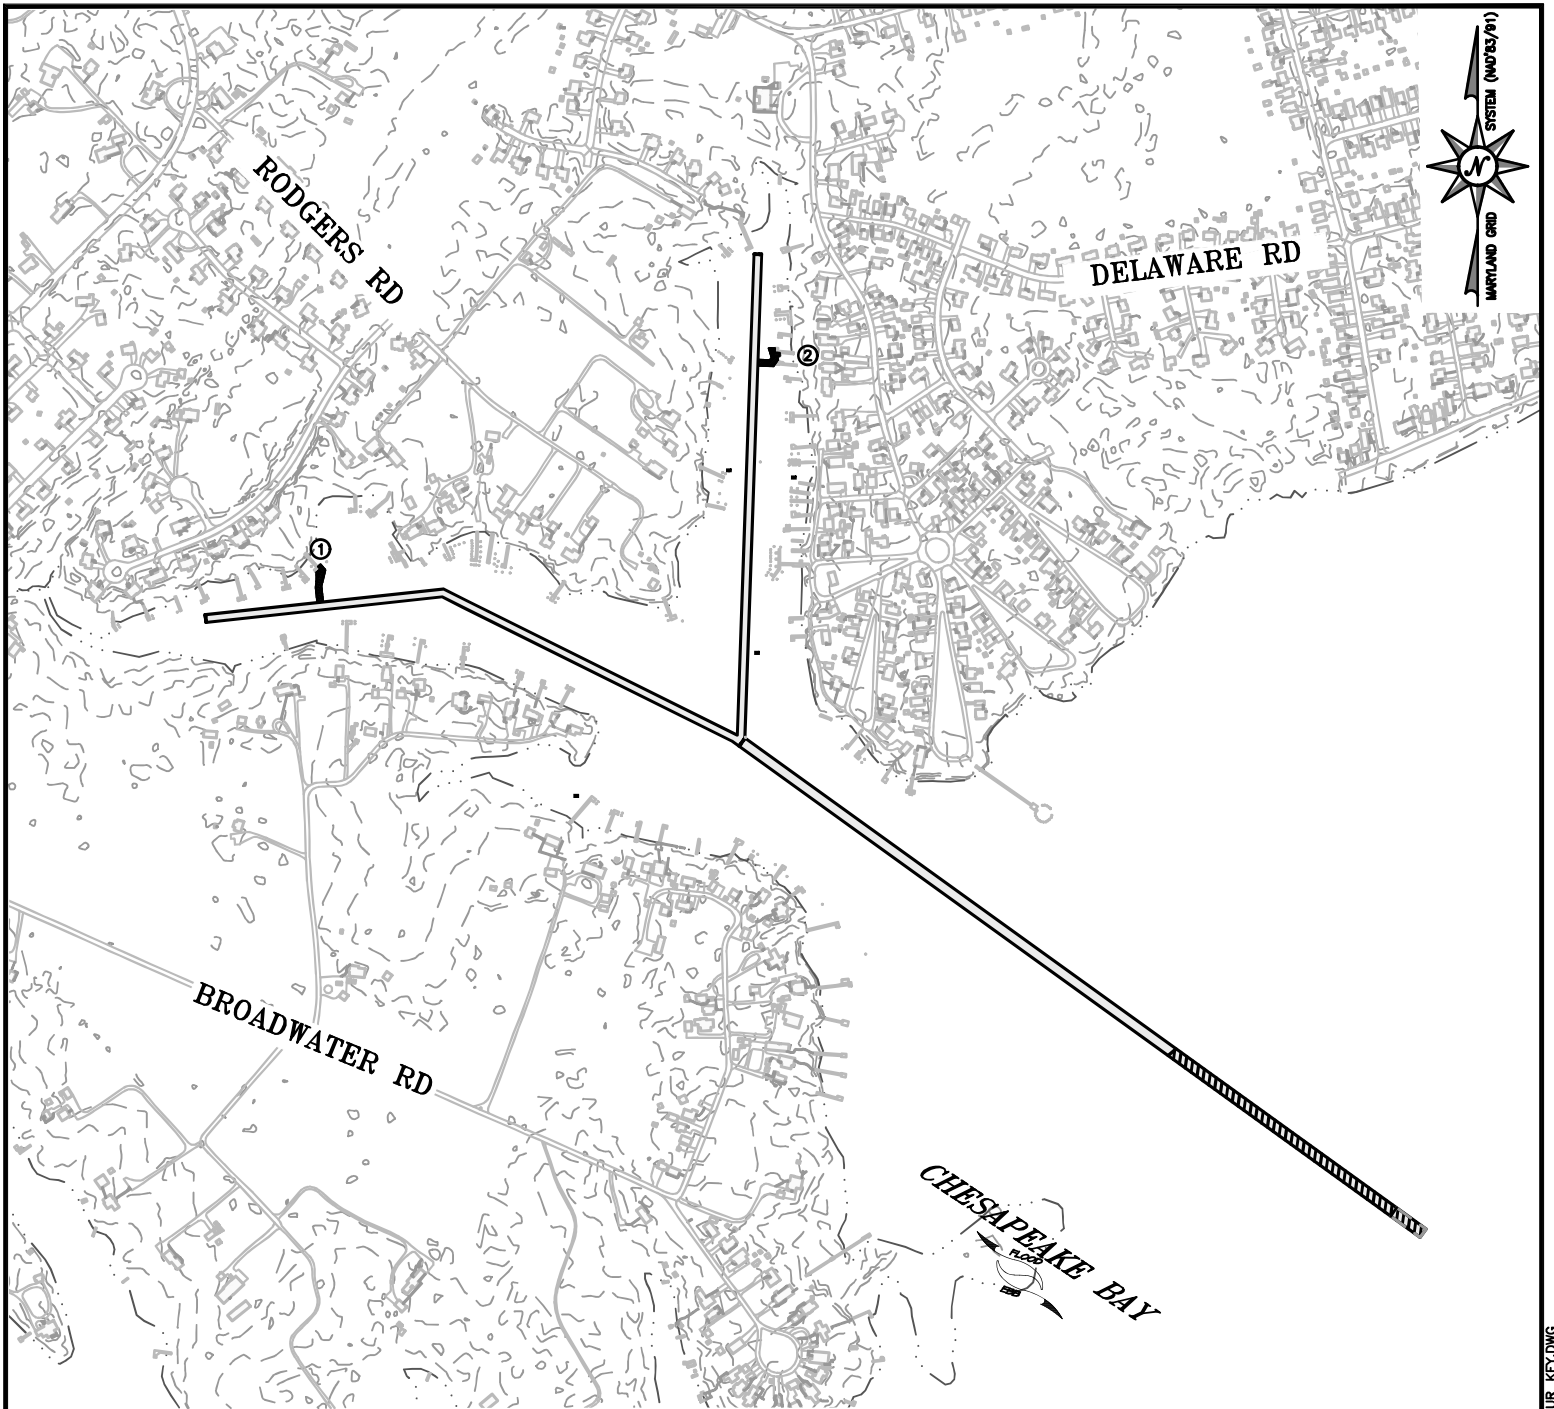 SYSTEM (NAD'83/91)
N
MARYLAND GRID
RODGERS RD
DELAWARE RD
2
1
BROADWATER RD
CHESAPEAKE BAY
FLOOD
EBB